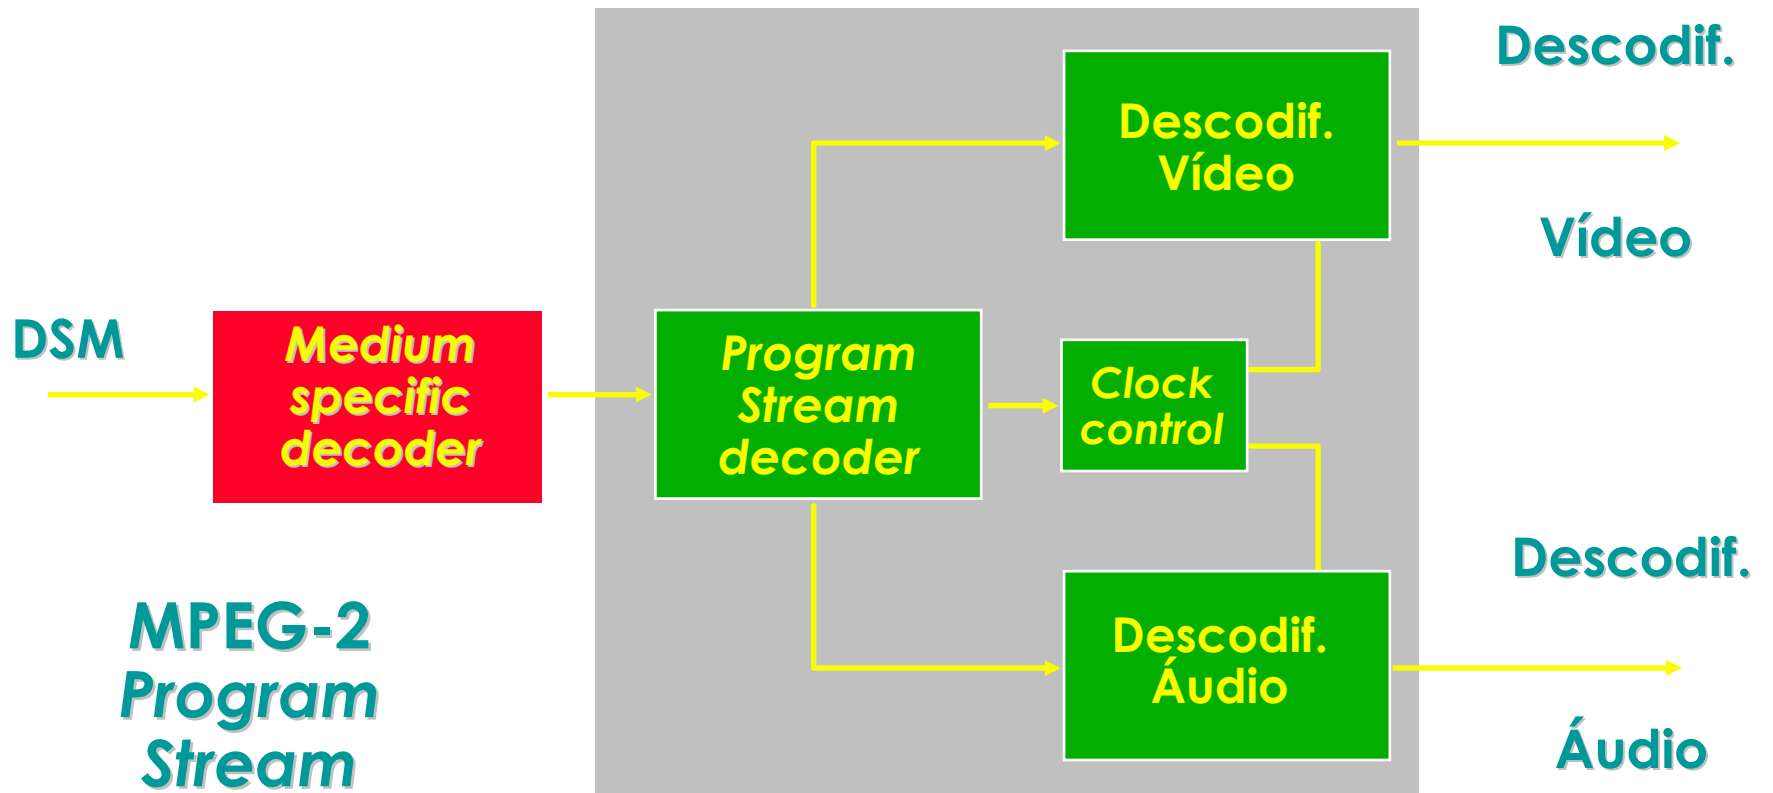 DSM
Medium
specific
decoder
MPEG-2
Program
Stream
Program
Stream
decoder
Clock
control
Descodif.
Vídeo
Descodif.
Áudio
Descodif.
Vídeo
Descodif.
Áudio